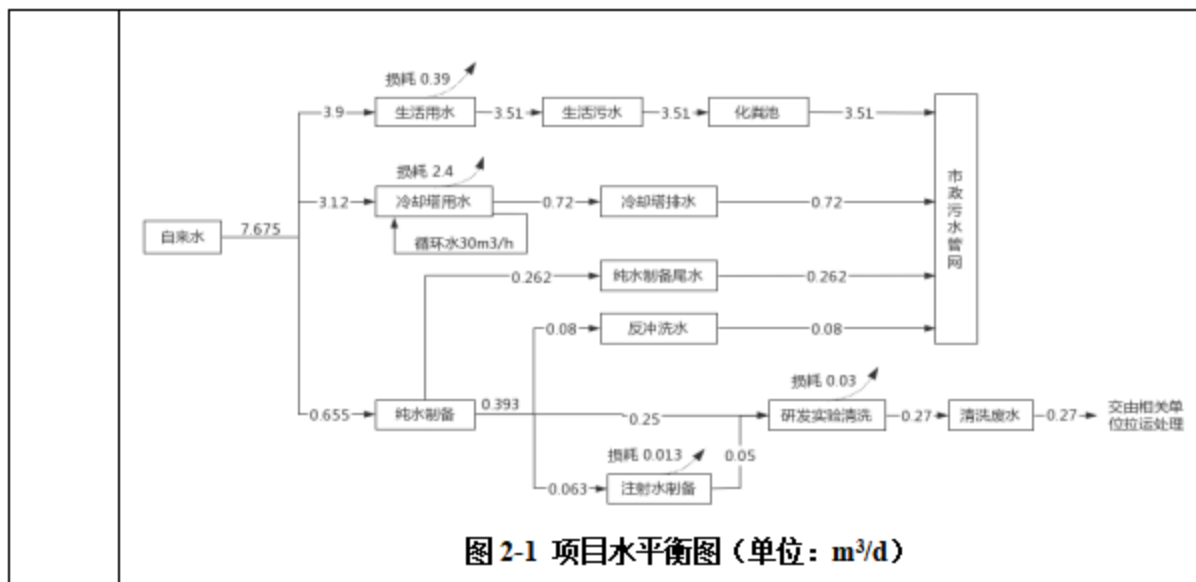 损耗 0.39
3.9
生活用水
3.51
生活污水
3.51
化粪池
3.51
市政污水管网
损耗 2.4
3.12
冷却塔用水
0.72
冷却塔排水
0.72
自来水
7.675
循环水30m3/h
0.262
纯水制备尾水
0.262
0.08
反冲洗水
0.08
损耗 0.03
0.655
纯水制备
0.393
0.25
研发实验清洗
0.27
清洗废水
0.27
交由相关单
位拉运处理
损耗 0.013
0.05
0.063
注射水制备
图 2-1 项目水平衡图（单位：m³/d）